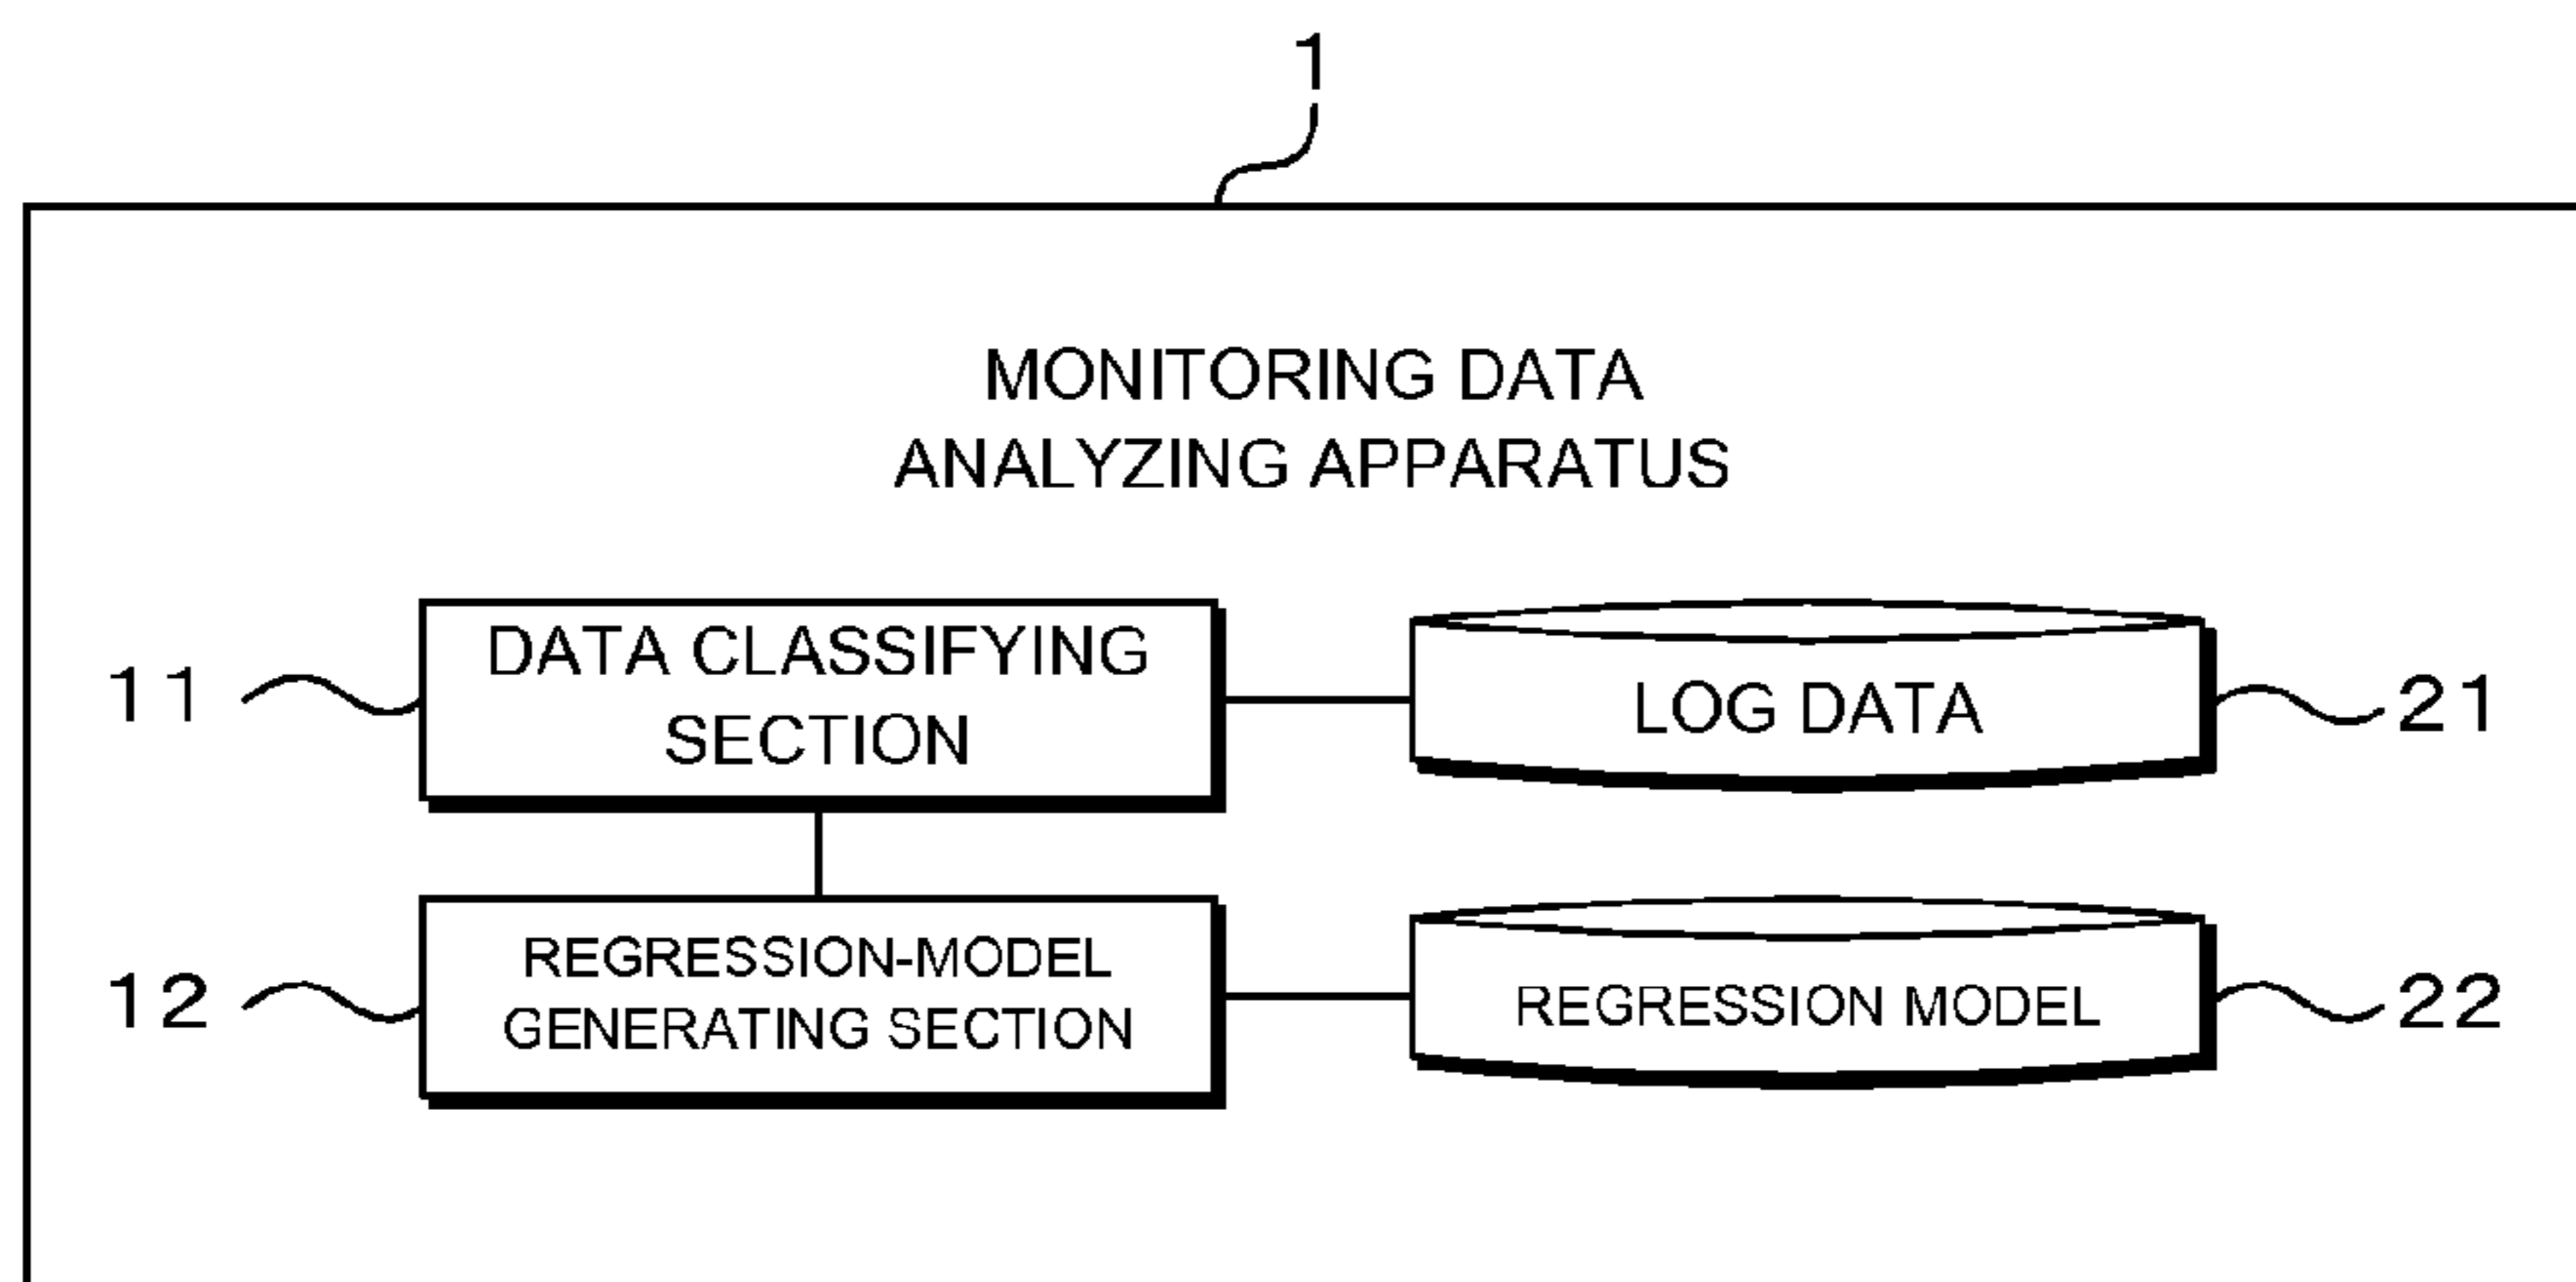 1
MONITORING DATA
ANALYZING APPARATUS
11
DATA CLASSIFYING
SECTION
LOG DATA
21
12
REGRESSION-MODEL
GENERATING SECTION
REGRESSION MODEL
22